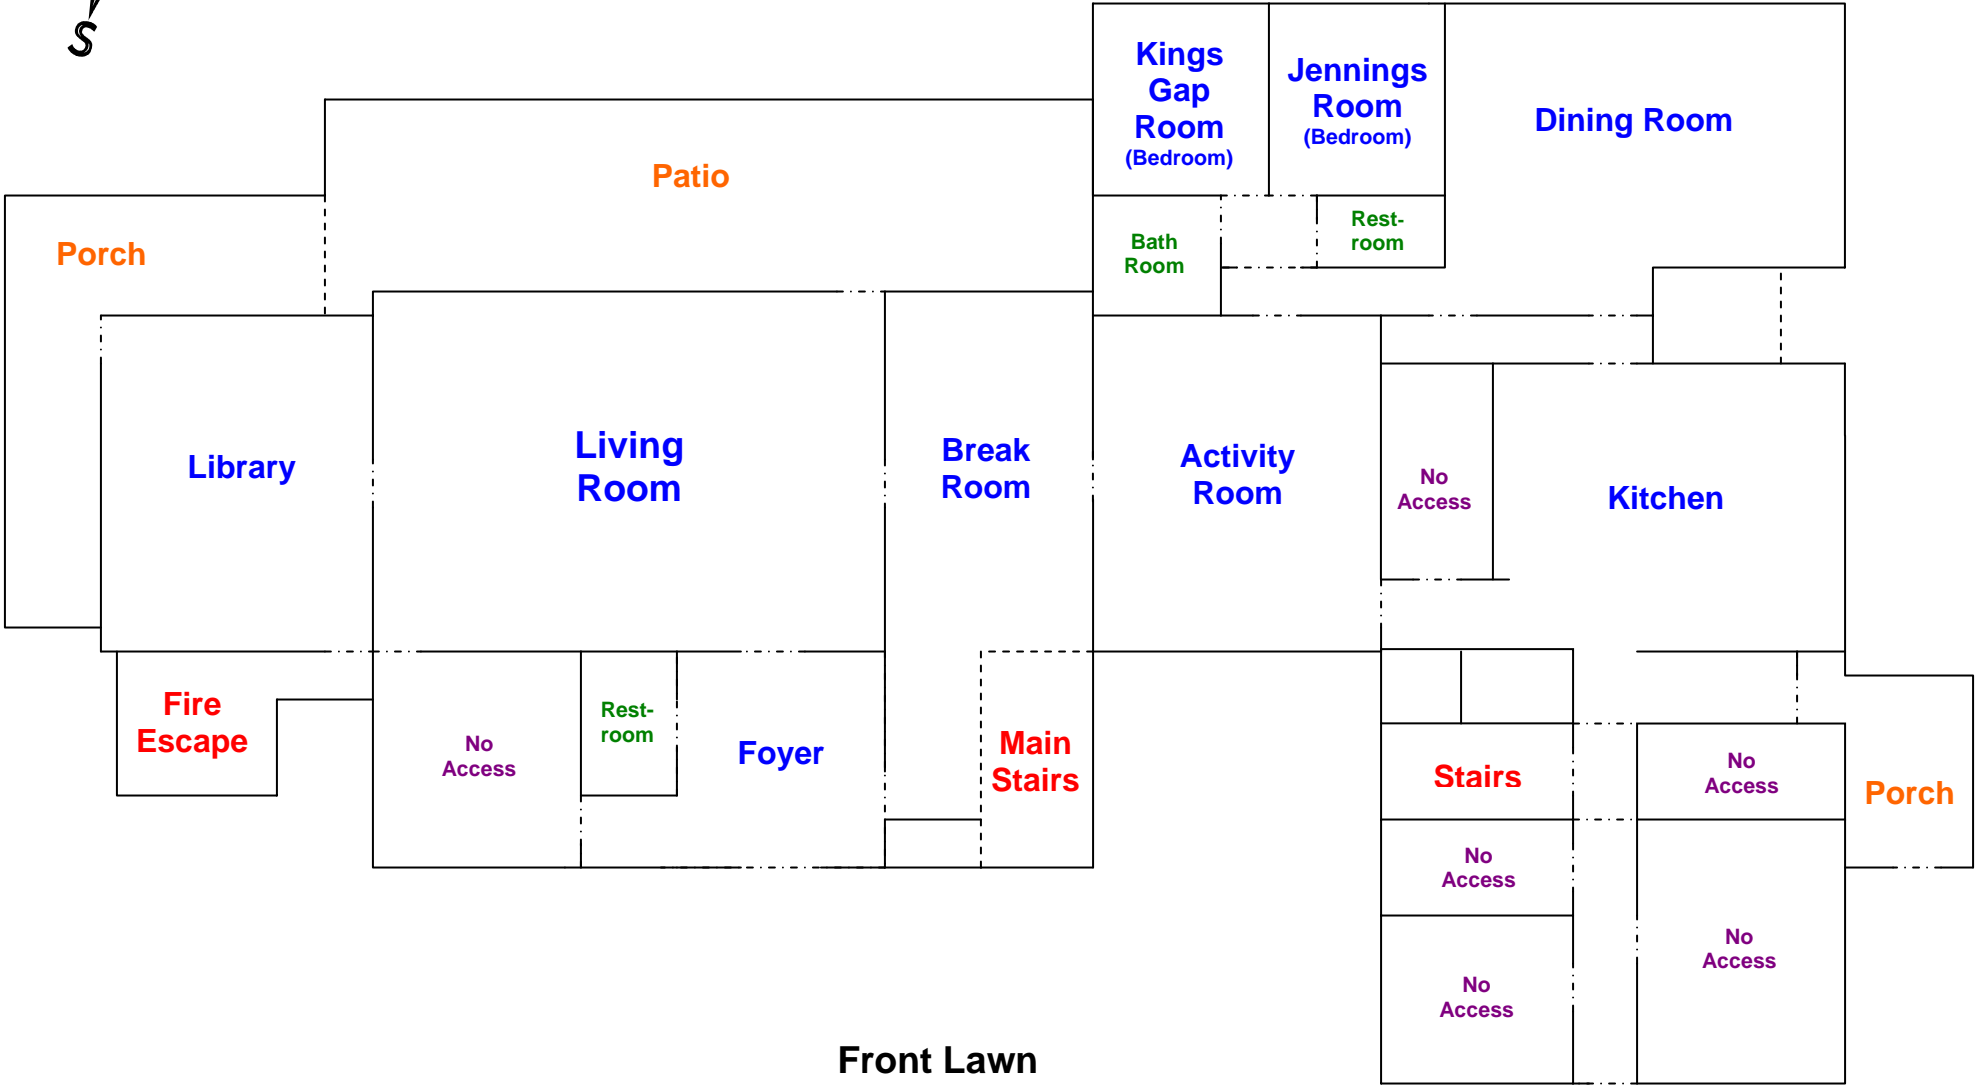 S
Kings
Gap
Room
(Bedroom)
Jennings
Room
(Bedroom)
Dining Room
Patio
Porch
Bath
Room
Rest-
room
Library
Living
Room
Break
Room
Activity
Room
No
Access
Kitchen
Fire
Escape
No
Access
Rest-
room
Foyer
Main
Stairs
Stairs
No
Access
Porch
No
Access
No
Access
No
Access
Front Lawn